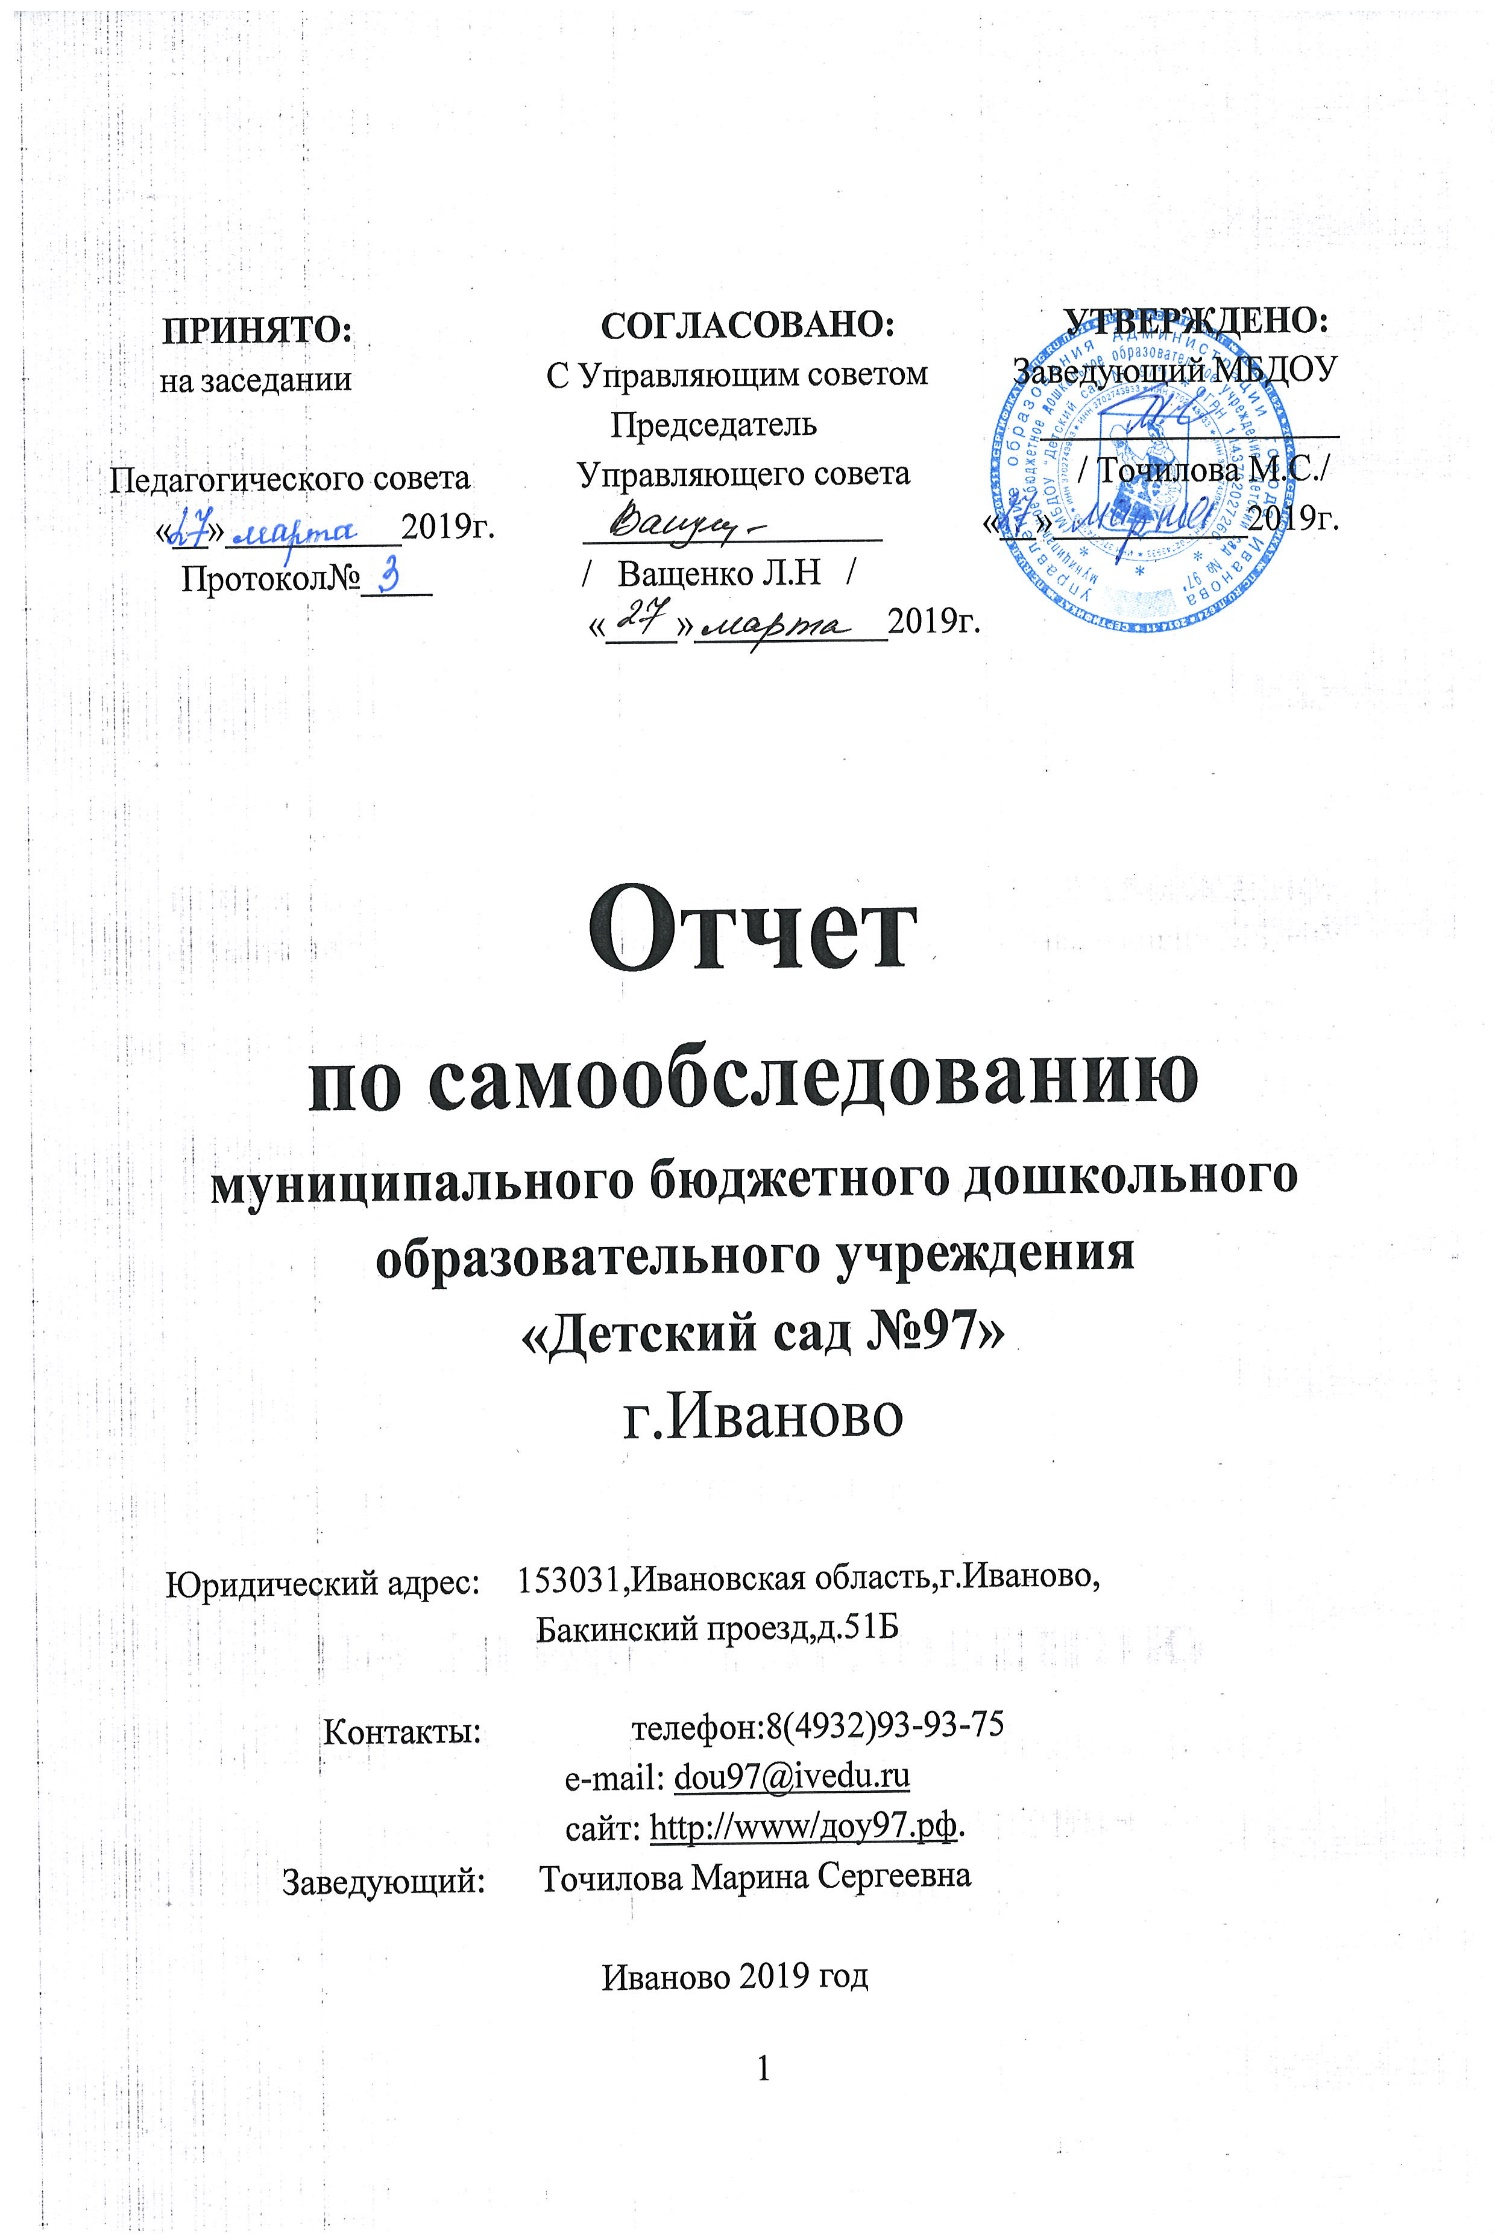 ПРИНЯТО:
на заседании
Педагогического совета
«27» марта 2019г.
Протокол№ 3
СОГЛАСОВАНО:
С Управляющим советом
Председатель
Управляющего совета
/ Ващенко Л.Н /
«27» марта 2019г.
УТВЕРЖДЕНО:
Заведующий МБДОУ
/ Точилова М.С./
«27» марта 2019г.
Отчет
по самообследованию
муниципального бюджетного дошкольного
образовательного учреждения
«Детский сад №97»
г.Иваново
Юридический адрес: 153031,Ивановская область,г.Иваново,
Бакинский проезд,д.51Б
Контакты: телефон:8(4932)93-93-75
e-mail: dou97@ivedu.ru
сайт: http://www/доу97.рф.
Заведующий: Точилова Марина Сергеевна
Иваново 2019 год
1